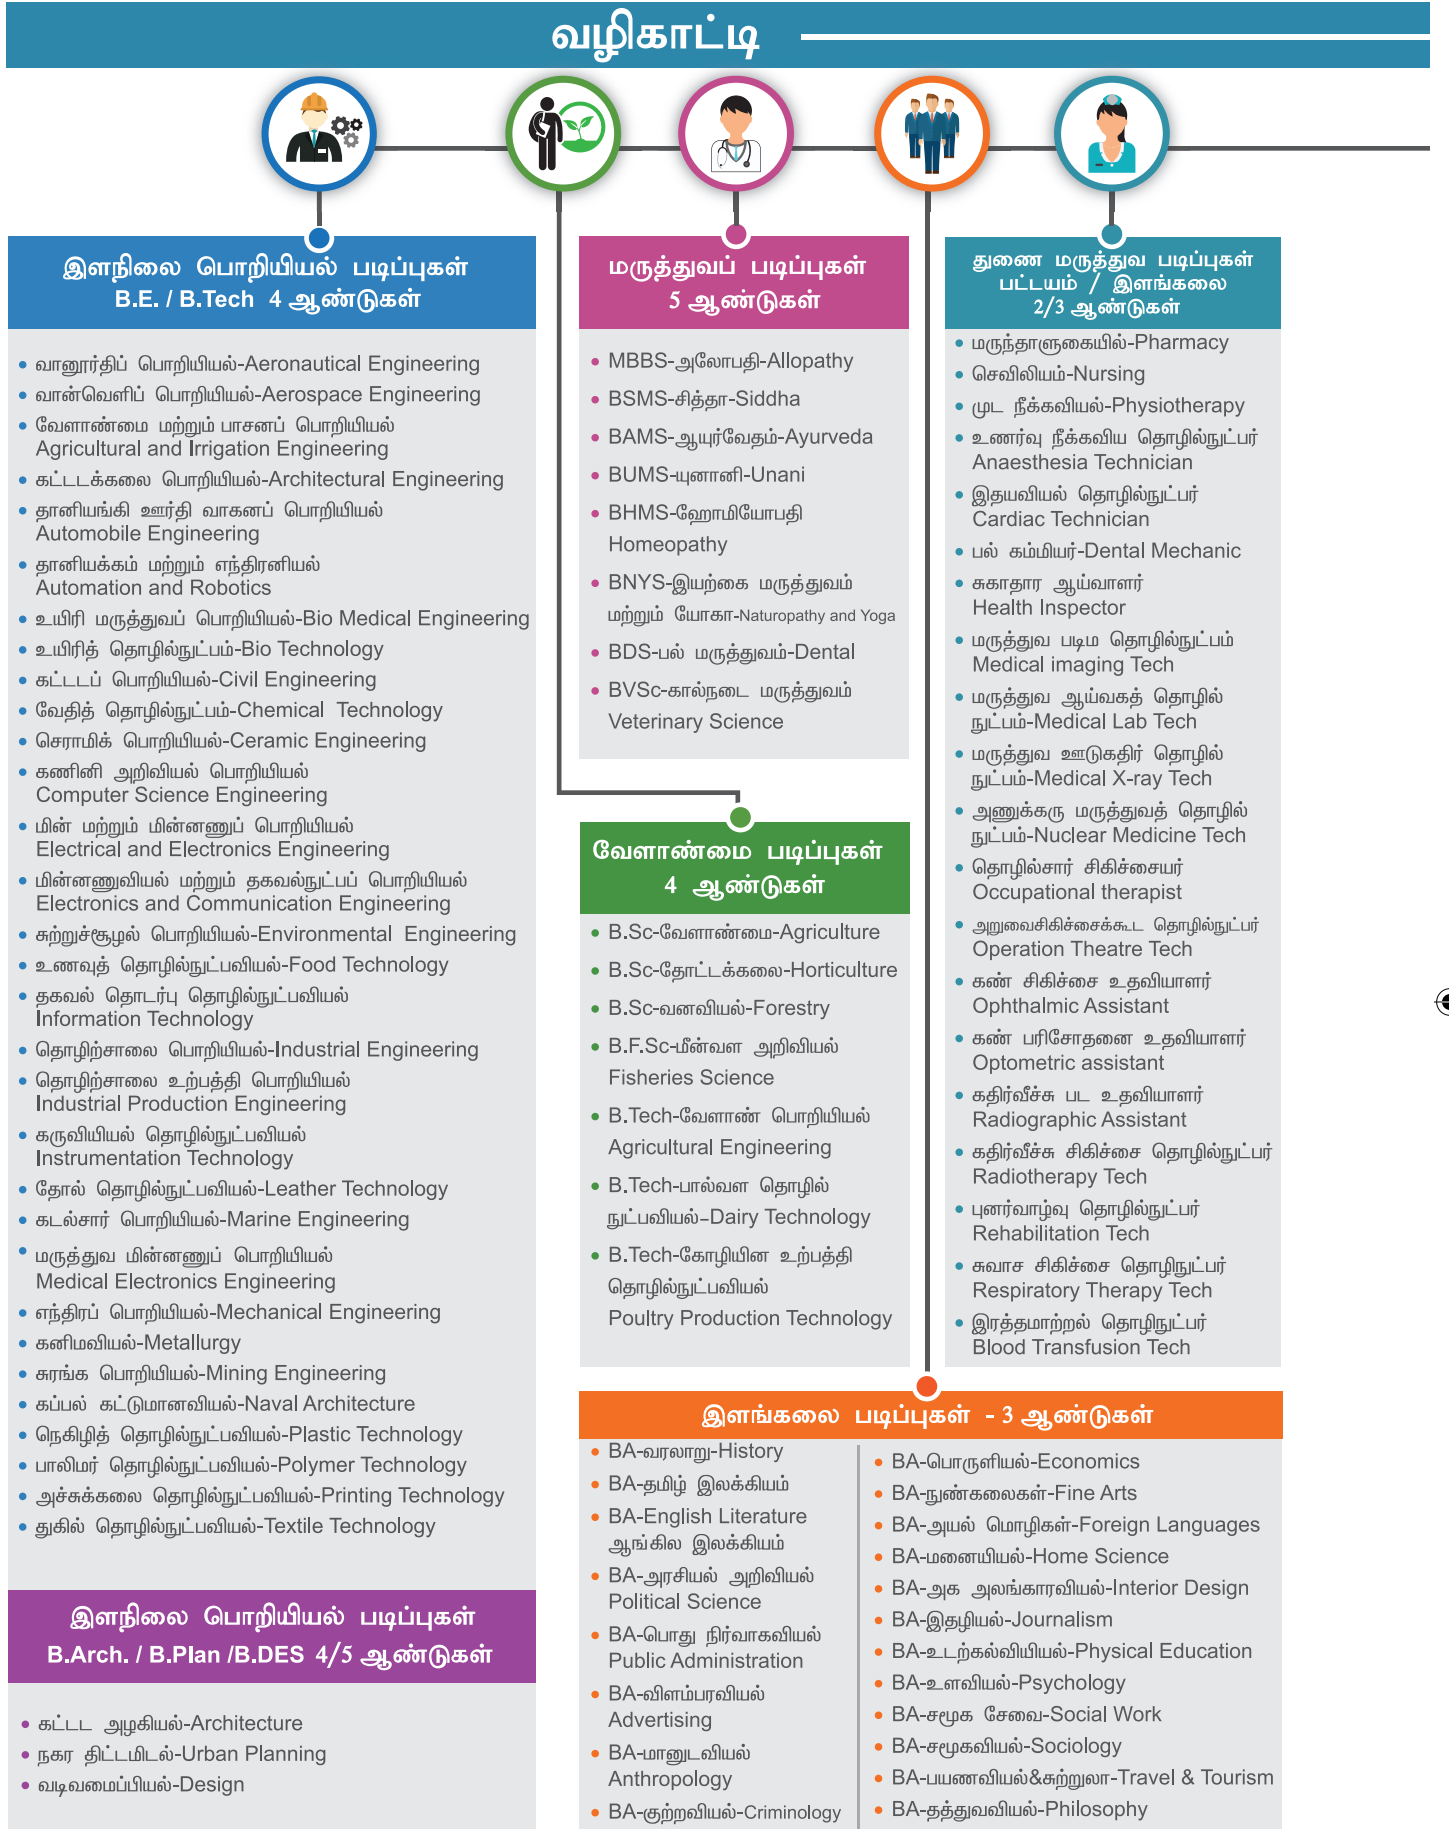 வழிகாட்டி
இளநிலை பொறியியல் படிப்புகள்
B.E. / B.Tech 4 ஆண்டுகள்
வானூர்திப் பொறியியல்-Aeronautical Engineering
வான்வெளிப் பொறியியல்-Aerospace Engineering
வேளாண்மை மற்றும் பாசனப் பொறியியல்
Agricultural and Irrigation Engineering
கட்டடக்கலை பொறியியல்-Architectural Engineering
தானியங்கி ஊர்தி வாகனப் பொறியியல்
Automobile Engineering
தானியக்கம் மற்றும் எந்திரனியல்
Automation and Robotics
உயிரி மருத்துவப் பொறியியல்-Bio Medical Engineering
உயிரித் தொழில்நுட்பம்-Bio Technology
கட்டடப் பொறியியல்-Civil Engineering
வேதித் தொழில்நுட்பம்-Chemical Technology
செராமிக் பொறியியல்-Ceramic Engineering
கணினி அறிவியல் பொறியியல்
Computer Science Engineering
மின் மற்றும் மின்னணுப் பொறியியல்
Electrical and Electronics Engineering
மின்னணுவியல் மற்றும் தகவல்நுட்பப் பொறியியல்
Electronics and Communication Engineering
சுற்றுச்சூழல் பொறியியல்-Environmental Engineering
உணவுத் தொழில்நுட்பவியல்-Food Technology
தகவல் தொடர்பு தொழில்நுட்பவியல்
Information Technology
தொழிற்சாலை பொறியியல்-Industrial Engineering
தொழிற்சாலை உற்பத்தி பொறியியல்
Industrial Production Engineering
கருவியியல் தொழில்நுட்பவியல்
Instrumentation Technology
தோல் தொழில்நுட்பவியல்-Leather Technology
கடல்சார் பொறியியல்-Marine Engineering
மருத்துவ மின்னணுப் பொறியியல்
Medical Electronics Engineering
எந்திரப் பொறியியல்-Mechanical Engineering
கனிமவியல்-Metallurgy
சுரங்க பொறியியல்-Mining Engineering
கப்பல் கட்டுமானவியல்-Naval Architecture
நெகிழித் தொழில்நுட்பவியல்-Plastic Technology
பாலிமர் தொழில்நுட்பவியல்-Polymer Technology
அச்சுக்கலை தொழில்நுட்பவியல்-Printing Technology
துகில் தொழில்நுட்பவியல்-Textile Technology
இளநிலை பொறியியல் படிப்புகள்
B.Arch. / B.Plan /B.DES 4/5 ஆண்டுகள்
கட்டட அழகியல்-Architecture
நகர திட்டமிடல்-Urban Planning
வடிவமைப்பியல்-Design
மருத்துவப் படிப்புகள்
5 ஆண்டுகள்
MBBS-அலோபதி-Allopathy
BSMS-சித்தா-Siddha
BAMS-ஆயுர்வேதம்-Ayurveda
BUMS-யுனானி-Unani
BHMS-ஹோமியோபதி
Homeopathy
BNYS-இயற்கை மருத்துவம்
மற்றும் யோகா-Naturopathy and Yoga
BDS-பல் மருத்துவம்-Dental
BVSc-கால்நடை மருத்துவம்
Veterinary Science
வேளாண்மை படிப்புகள்
4 ஆண்டுகள்
B.Sc-வேளாண்மை-Agriculture
B.Sc-தோட்டக்கலை-Horticulture
B.Sc-வனவியல்-Forestry
B.F.Sc-மீன்வள அறிவியல்
Fisheries Science
B.Tech-வேளாண் பொறியியல்
Agricultural Engineering
B.Tech-பால்வள தொழில்
நுட்பவியல்-Dairy Technology
B.Tech-கோழியின உற்பத்தி
தொழில்நுட்பவியல்
Poultry Production Technology
துணை மருத்துவ படிப்புகள்
பட்டயம் / இளங்கலை
2/3 ஆண்டுகள்
மருந்தாளுகையில்-Pharmacy
செவிலியம்-Nursing
முட நீக்கவியல்-Physiotherapy
உணர்வு நீக்கவிய தொழில்நுட்பர்
Anaesthesia Technician
இதயவியல் தொழில்நுட்பர்
Cardiac Technician
பல் கம்மியர்-Dental Mechanic
சுகாதார ஆய்வாளர்
Health Inspector
மருத்துவ படிம தொழில்நுட்பம்
Medical imaging Tech
மருத்துவ ஆய்வகத் தொழில்
நுட்பம்-Medical Lab Tech
மருத்துவ ஊடுகதிர் தொழில்
நுட்பம்-Medical X-ray Tech
அணுக்கரு மருத்துவத் தொழில்
நுட்பம்-Nuclear Medicine Tech
தொழில்சார் சிகிச்சையர்
Occupational therapist
அறுவைசிகிச்சைக்கூட தொழில்நுட்பர்
Operation Theatre Tech
கண் சிகிச்சை உதவியாளர்
Ophthalmic Assistant
கண் பரிசோதனை உதவியாளர்
Optometric assistant
கதிர்வீச்சு பட உதவியாளர்
Radiographic Assistant
கதிர்வீச்சு சிகிச்சை தொழில்நுட்பர்
Radiotherapy Tech
புனர்வாழ்வு தொழில்நுட்பர்
Rehabilitation Tech
சுவாச சிகிச்சை தொழிநுட்பர்
Respiratory Therapy Tech
இரத்தமாற்றல் தொழிநுட்பர்
Blood Transfusion Tech
இளங்கலை படிப்புகள் - 3 ஆண்டுகள்
BA-வரலாறு-History
BA-தமிழ் இலக்கியம்
BA-English Literature
ஆங்கில இலக்கியம்
BA-அரசியல் அறிவியல்
Political Science
BA-பொது நிர்வாகவியல்
Public Administration
BA-விளம்பரவியல்
Advertising
BA-மானுடவியல்
Anthropology
BA-குற்றவியல்-Criminology
BA-பொருளியல்-Economics
BA-நுண்கலைகள்-Fine Arts
BA-அயல் மொழிகள்-Foreign Languages
BA-மனையியல்-Home Science
BA-அக அலங்காரவியல்-Interior Design
BA-இதழியல்-Journalism
BA-உடற்கல்வியியல்-Physical Education
BA-உளவியல்-Psychology
BA-சமூக சேவை-Social Work
BA-சமூகவியல்-Sociology
BA-பயணவியல்&சுற்றுலா-Travel & Tourism
BA-தத்துவவியல்-Philosophy